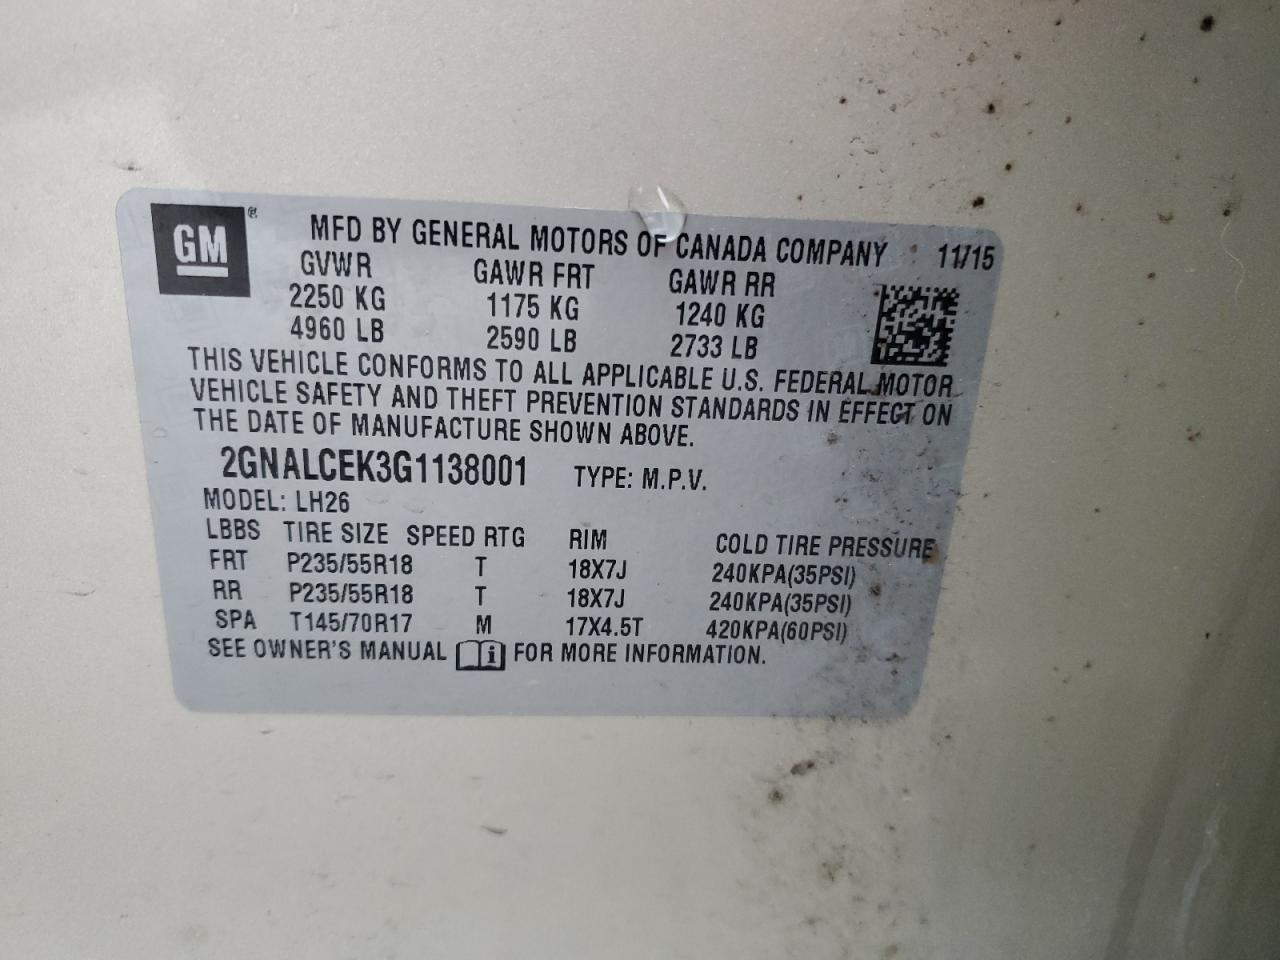 GM ®
MFD BY GENERAL MOTORS OF CANADA COMPANY 11/15
GVWR GAWR FRT GAWR RR
2250 KG 1175 KG 1240 KG
4960 LB 2590 LB 2733 LB
THIS VEHICLE CONFORMS TO ALL APPLICABLE U.S. FEDERAL MOTOR
VEHICLE SAFETY AND THEFT PREVENTION STANDARDS IN EFFECT ON
THE DATE OF MANUFACTURE SHOWN ABOVE.
2GNALCEK3G1138001 TYPE: M.P.V.
MODEL: LH26
LBBS TIRE SIZE SPEED RTG RIM COLD TIRE PRESSURE
FRT P235/55R18 T 18X7J 240KPA(35PSI)
RR P235/55R18 T 18X7J 240KPA(35PSI)
SPA T145/70R17 M 17X4.5T 420KPA(60PSI)
SEE OWNER'S MANUAL i FOR MORE INFORMATION.